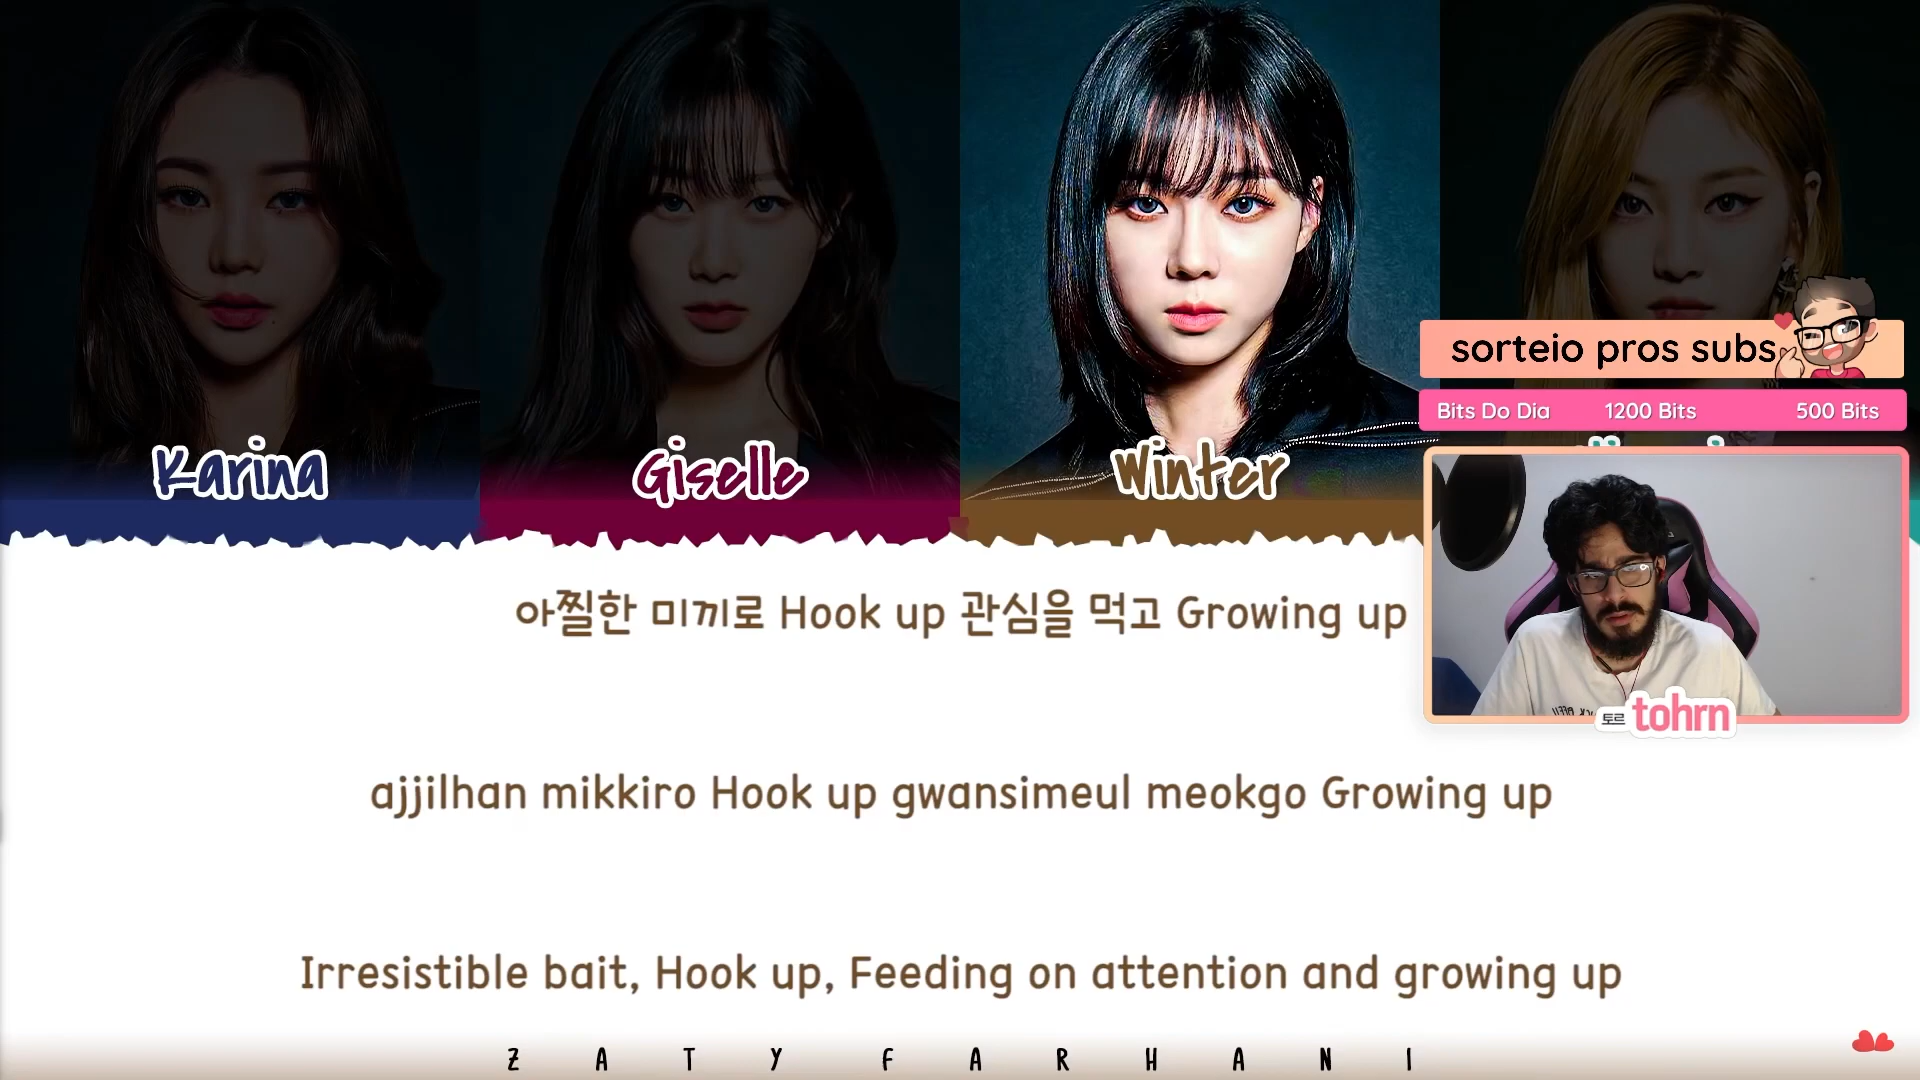 Karina
Giselle
Winter
sorteio pros subs
Bits Do Dia 1200 Bits 500 Bits
아찔한 미끼로 Hook up 관심을 먹고 Growing up
토르 tohrn
ajjilhan mikkiro Hook up gwansimeul meokgo Growing up
Irresistible bait, Hook up, Feeding on attention and growing up
ZATY FARHANI